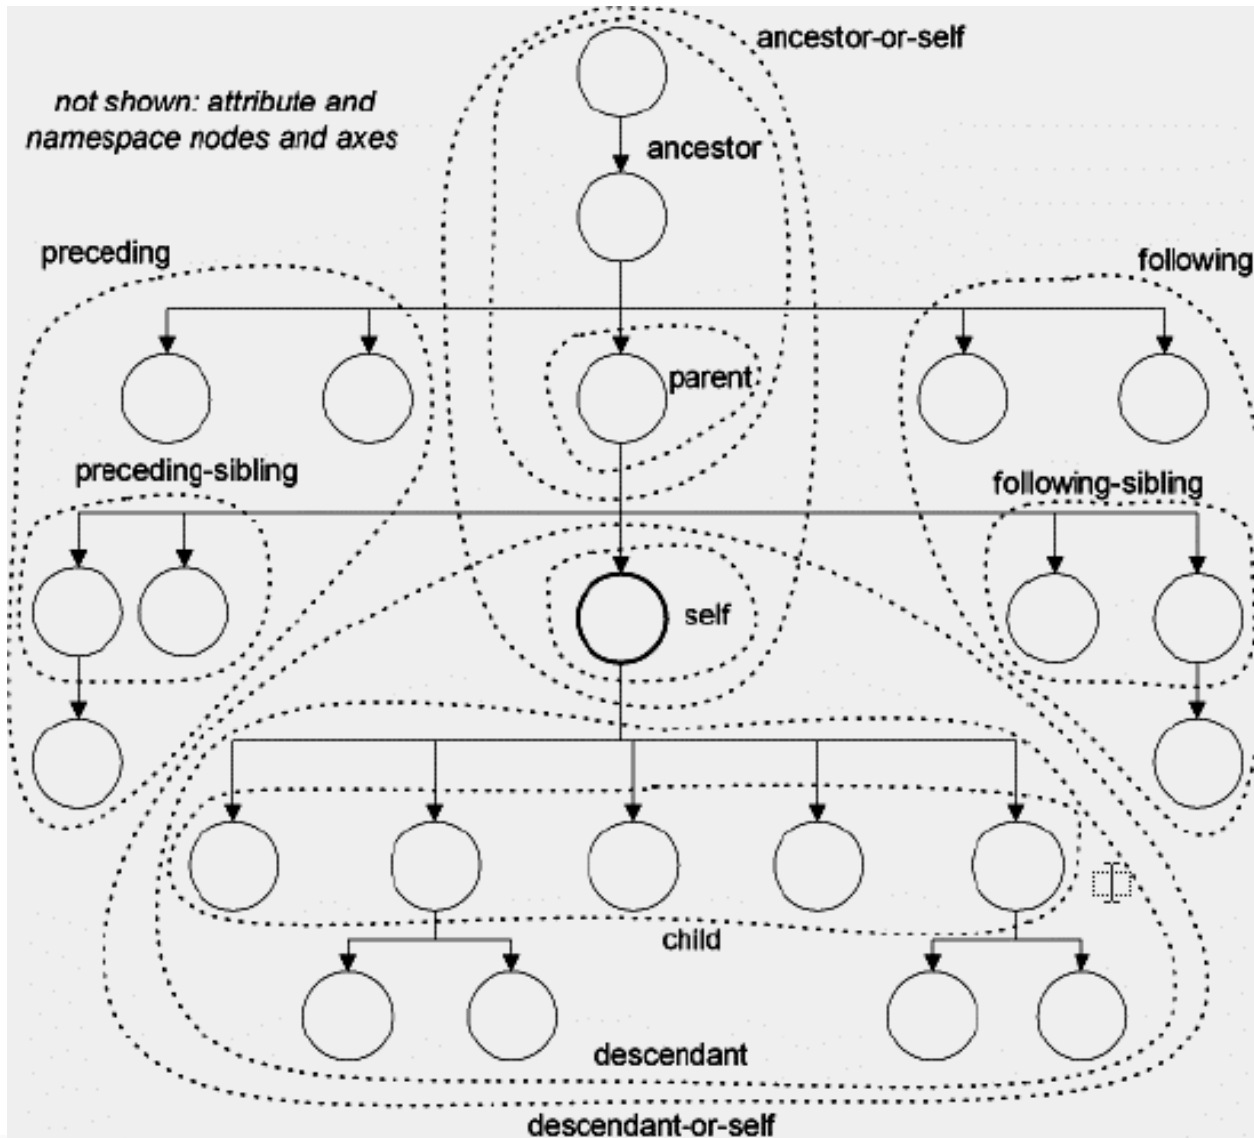 ancestor-or-self
not shown: attribute and
namespace nodes and axes
ancestor
preceding
following
parent
preceding-sibling
following-sibling
self
child
descendant
descendant-or-self